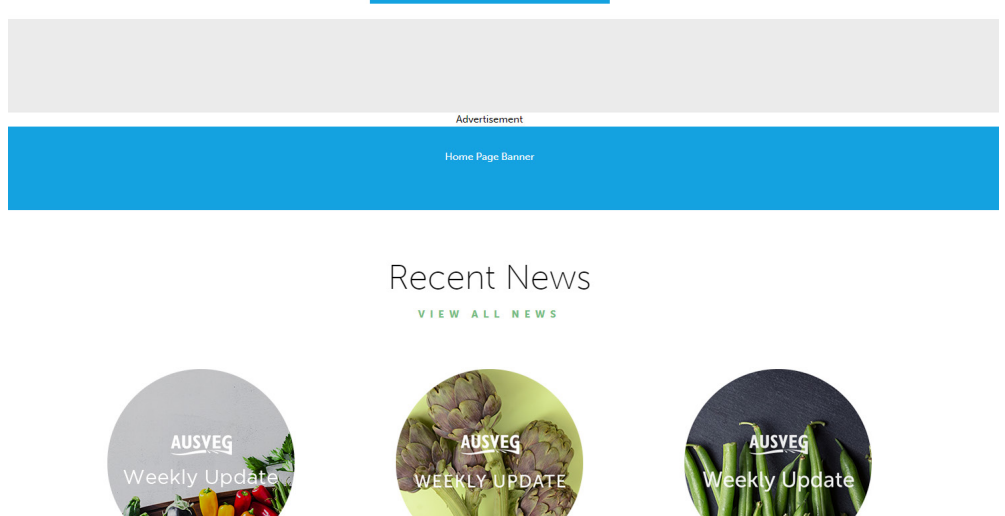 Advertisement
Home Page Banner
Recent News
VIEW ALL NEWS
AUSVEG
Weekly Update
AUSVEG
WEEKLY UPDATE
AUSVEG
Weekly Update